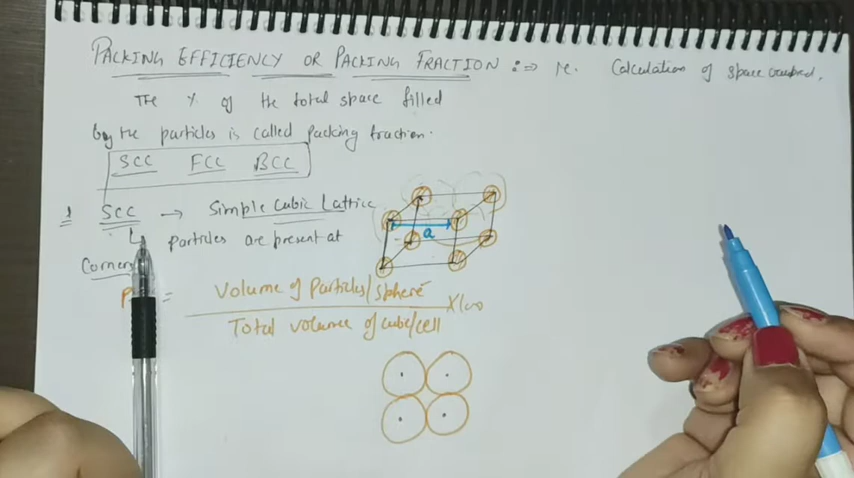 PACKING EFFICIENCY OR PACKING FRACTION :⇒ Calculation of space occupied.
The % of the total space filled
by the particles is called packing fraction.
SCC FCC BCC
1 SCC → Simple cubic Lattice
particles are present at
Corners
a
= Volume of Particles/sphere
Total volume of cube/cell
X100